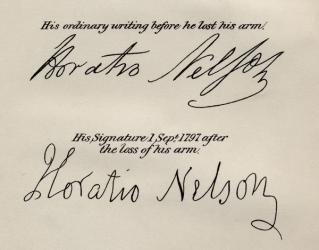 His ordinary writing before he lost his arm.
Horatio Nelson
His Signature 1 Sept. 1797 after
the loss of his arm.
Horatio Nelson